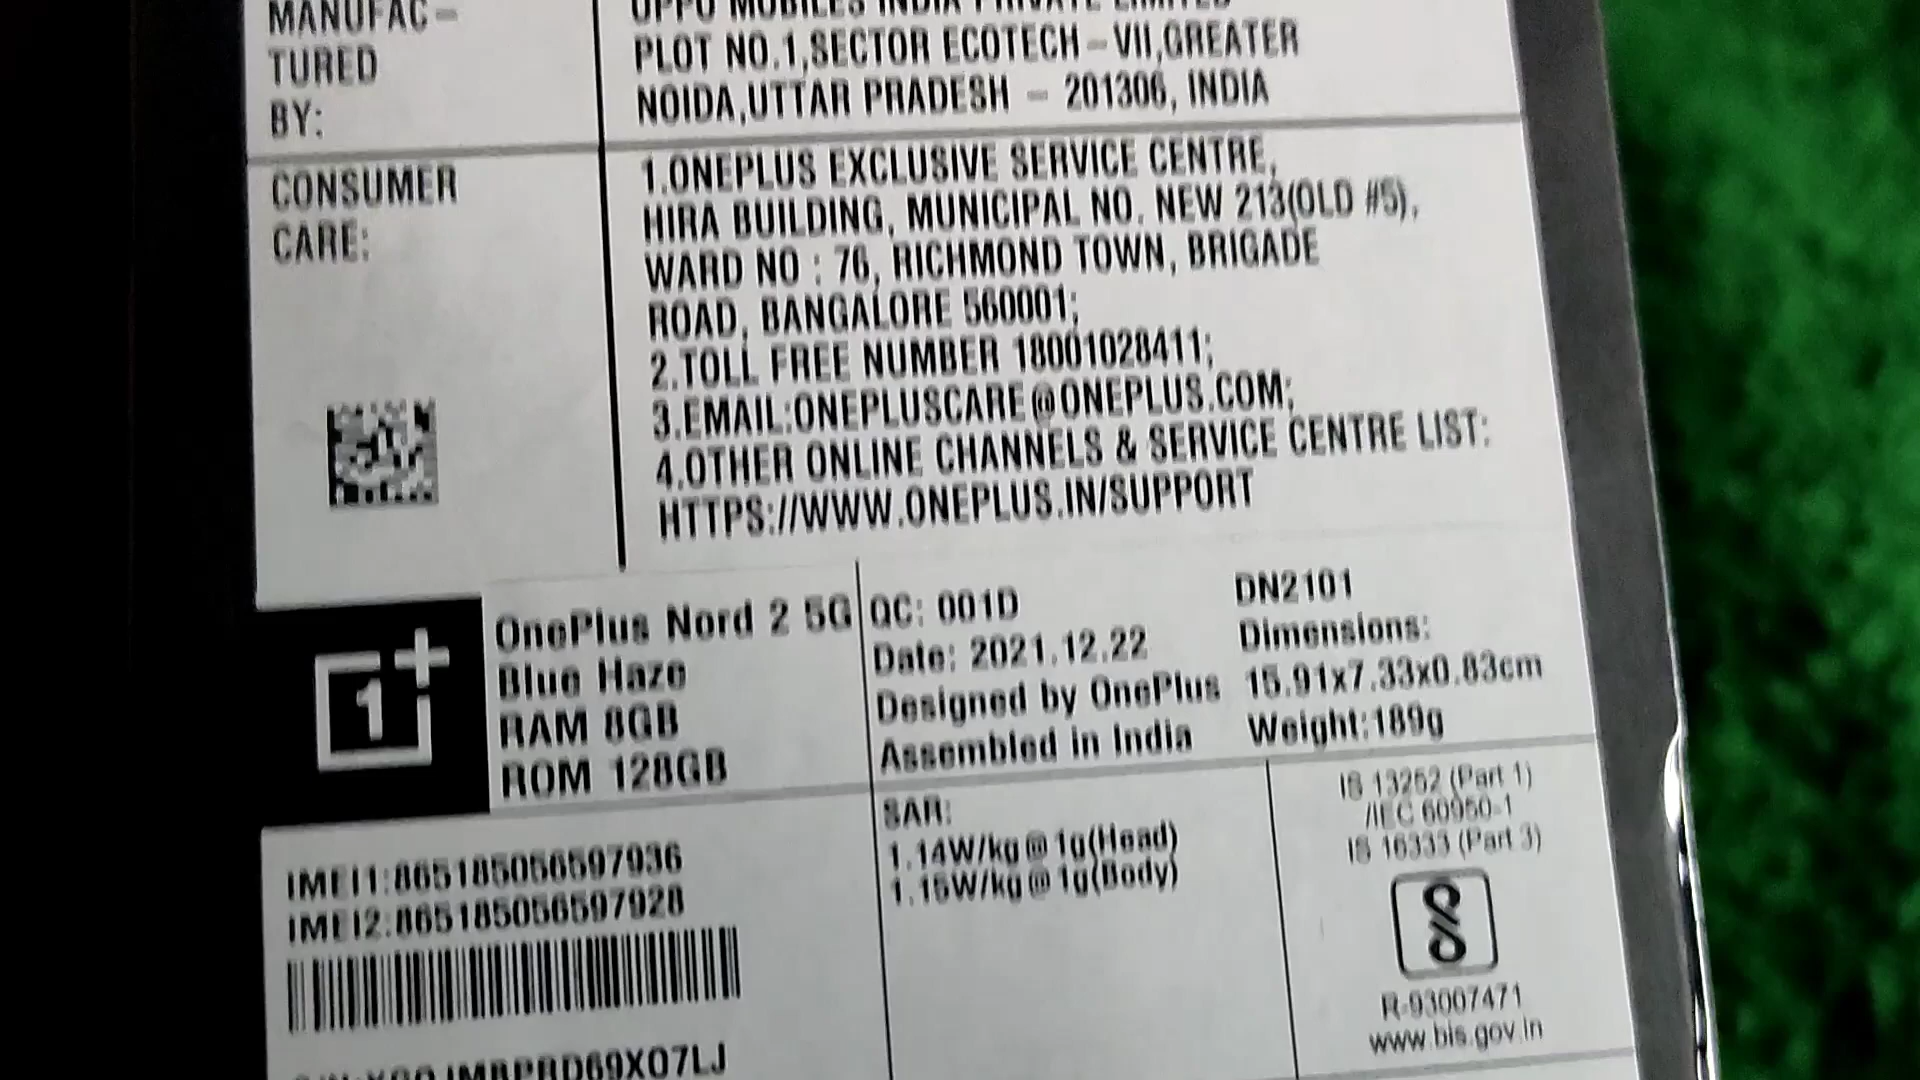 MANUFAC-
TURED
BY:
OPPO MOBILES INDIA PRIVATE LIMITED
PLOT NO.1,SECTOR ECOTECH-VII,GREATER
NOIDA,UTTAR PRADESH - 201306, INDIA
CONSUMER
CARE:
1.ONEPLUS EXCLUSIVE SERVICE CENTRE,
HIRA BUILDING, MUNICIPAL NO. NEW 213(OLD #5),
WARD NO : 76, RICHMOND TOWN, BRIGADE
ROAD, BANGALORE 560001;
2.TOLL FREE NUMBER 18001028411;
3.EMAIL:ONEPLUSCARE@ONEPLUS.COM;
4.OTHER ONLINE CHANNELS & SERVICE CENTRE LIST:
HTTPS://WWW.ONEPLUS.IN/SUPPORT
1+
OnePlus Nord 2 5G
Blue Haze
RAM 8GB
ROM 128GB
QC: 001D
Date: 2021.12.22
Designed by OnePlus
Assembled in India
DN2101
Dimensions:
15.91x7.33x0.83cm
Weight:189g
IMEI1:865185056597936
IMEI2:865185056597928
SAR:
1.14W/kg@1g(Head)
1.15W/kg@1g(Body)
IS 13252 (Part 1)
/IEC 60950-1
IS 16333 (Part 3)
R-93007471
www.bis.gov.in